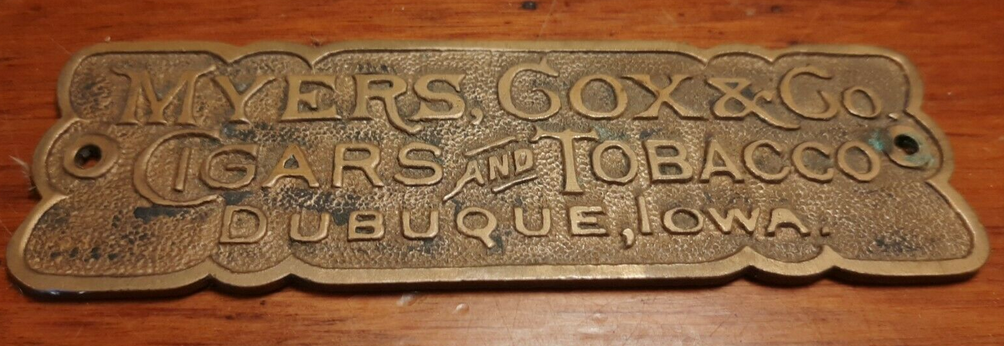 MYERS, COX & CO.
CIGARS AND TOBACCO
DUBUQUE, IOWA.